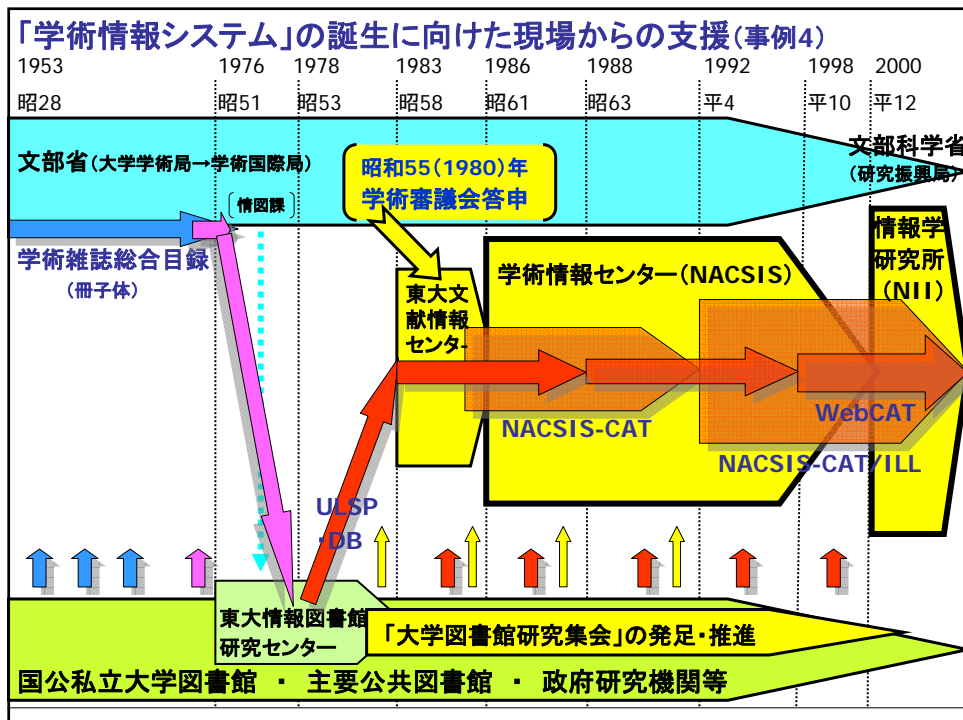 「学術情報システム」の誕生に向けた現場からの支援(事例4)
1953 1976 1978 1983 1986 1988 1992 1998 2000
昭28 昭51 昭53 昭58 昭61 昭63 平4 平10 平12
文部省(大学学術局→学術国際局)
〔情図課〕
昭和55(1980)年
学術審議会答申
文部科学省
(研究振興局)
学術雑誌総合目録
(冊子体)
東大文
献情報
センター
学術情報センター(NACSIS)
情報学
研究所
(NII)
NACSIS-CAT
WebCAT
NACSIS-CAT/ILL
ULSP
・DB
東大情報図書館
研究センター
「大学図書館研究集会」の発足・推進
国公私立大学図書館 ・ 主要公共図書館 ・ 政府研究機関等